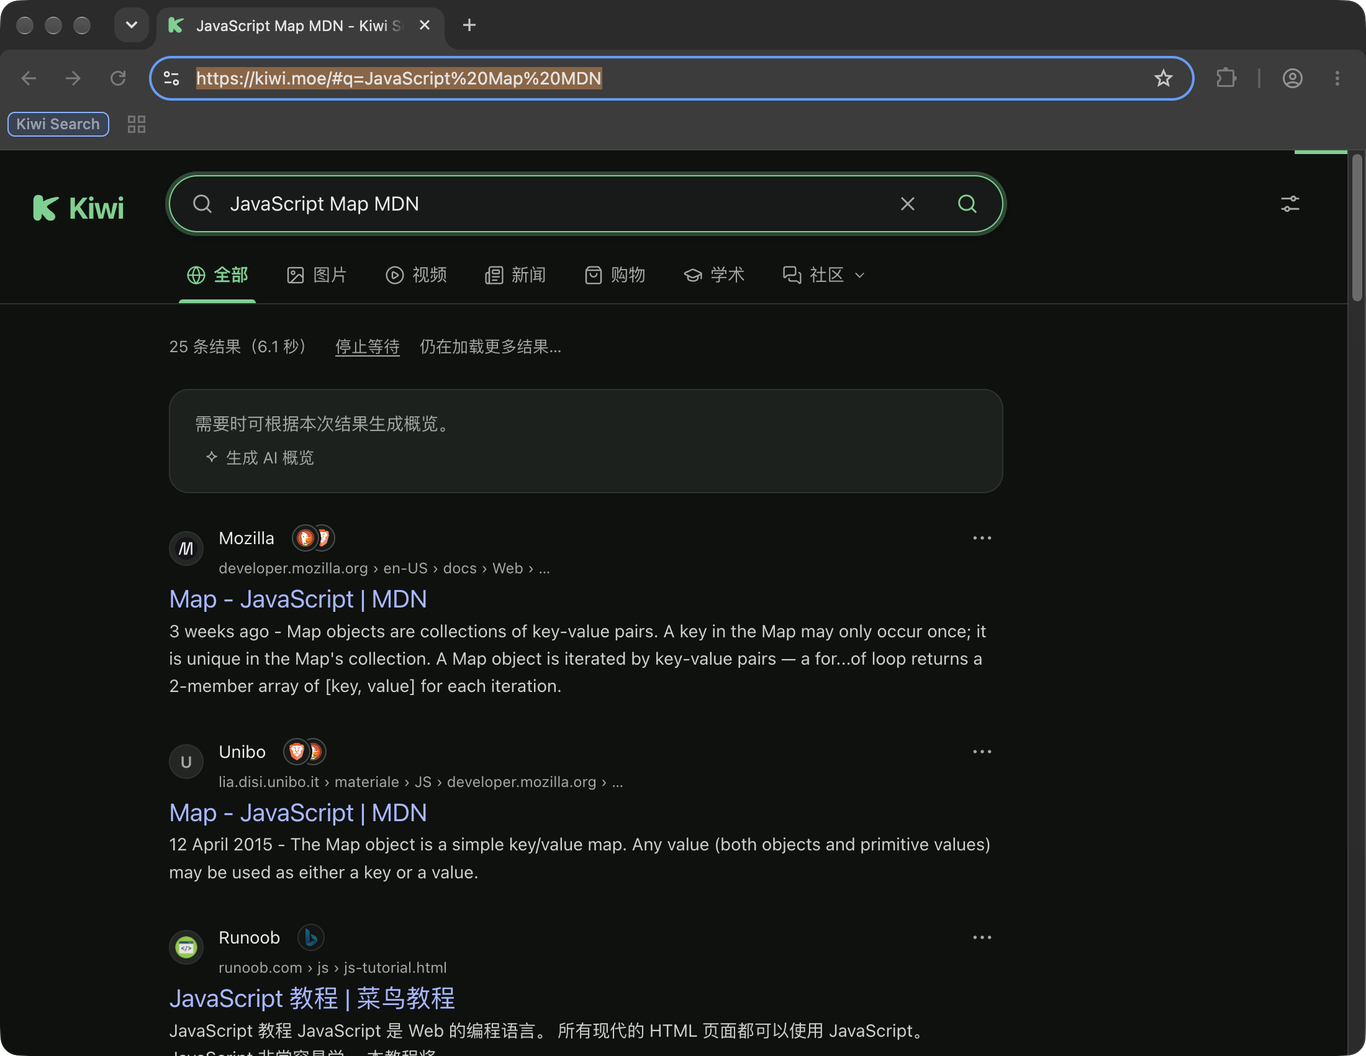 JavaScript Map MDN - Kiwi S
https://kiwi.moe/#q=JavaScript%20Map%20MDN
Kiwi Search
Kiwi
JavaScript Map MDN
全部
图片
视频
新闻
购物
学术
社区
25 条结果（6.1 秒） 停止等待 仍在加载更多结果...
需要时可根据本次结果生成概览。
生成 AI 概览
Mozilla
developer.mozilla.org › en-US › docs › Web › ...
Map - JavaScript | MDN
3 weeks ago - Map objects are collections of key-value pairs. A key in the Map may only occur once; it
is unique in the Map's collection. A Map object is iterated by key-value pairs — a for...of loop returns a
2-member array of [key, value] for each iteration.
U
Unibo
lia.disi.unibo.it › materiale › JS › developer.mozilla.org › ...
Map - JavaScript | MDN
12 April 2015 - The Map object is a simple key/value map. Any value (both objects and primitive values)
may be used as either a key or a value.
Runoob
runoob.com › js › js-tutorial.html
JavaScript 教程 | 菜鸟教程
JavaScript 教程 JavaScript 是 Web 的编程语言。 所有现代的 HTML 页面都可以使用 JavaScript。
JavaScript 非常容易学。 本教程将